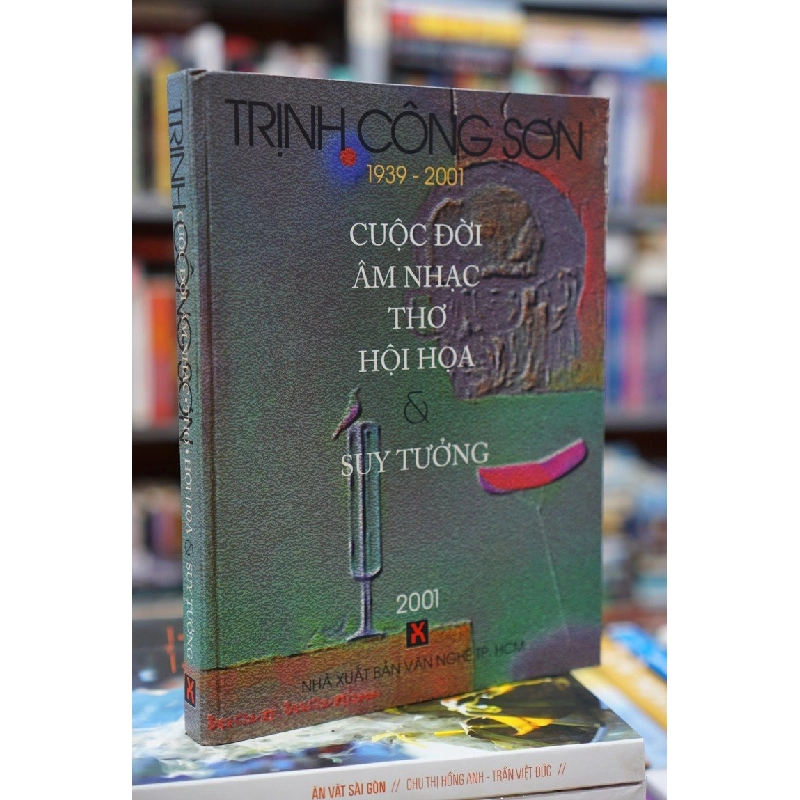 TRỊNH CÔNG SƠN
1939 - 2001
CUỘC ĐỜI
ÂM NHẠC
THƠ
HỘI HỌA
&
SUY TƯỞNG
2001
NHÀ XUẤT BẢN VĂN NGHỆ TP. HCM
TRỊNH CÔNG SƠN
HỘI HỌA & SUY TƯỞNG
ĂN VẶT SÀI GÒN // CHU THỊ HỒNG ANH - TRẦN VIỆT ĐỨC //